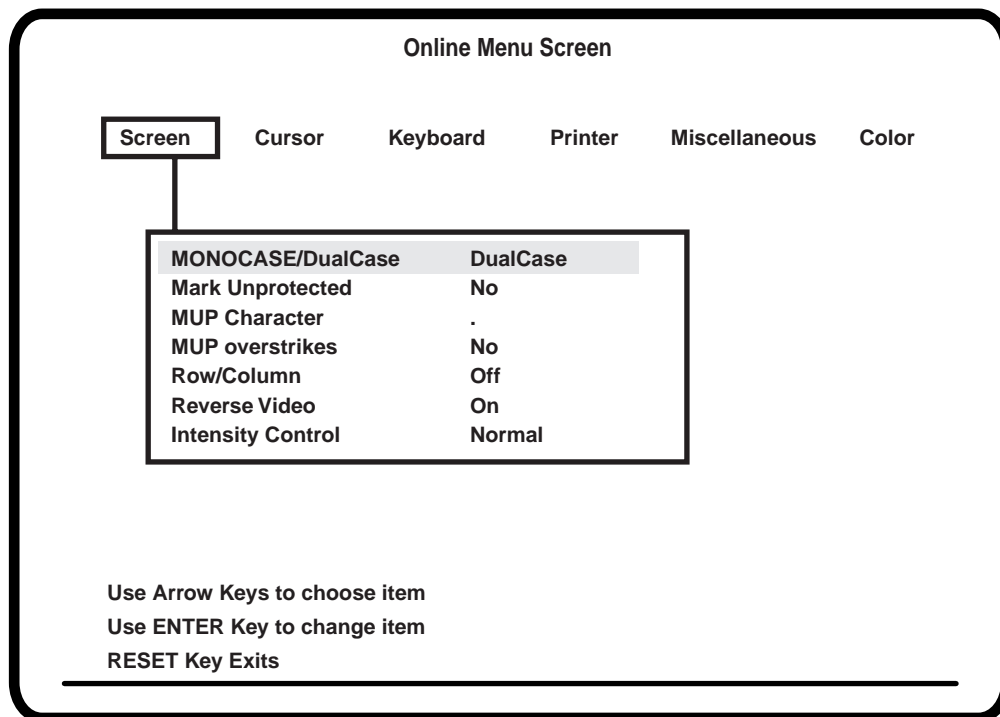 Online Menu Screen
Screen Cursor Keyboard Printer Miscellaneous Color
MONOCASE/DualCase DualCase
Mark Unprotected No
MUP Character .
MUP overstrikes No
Row/Column Off
Reverse Video On
Intensity Control Normal
Use Arrow Keys to choose item
Use ENTER Key to change item
RESET Key Exits